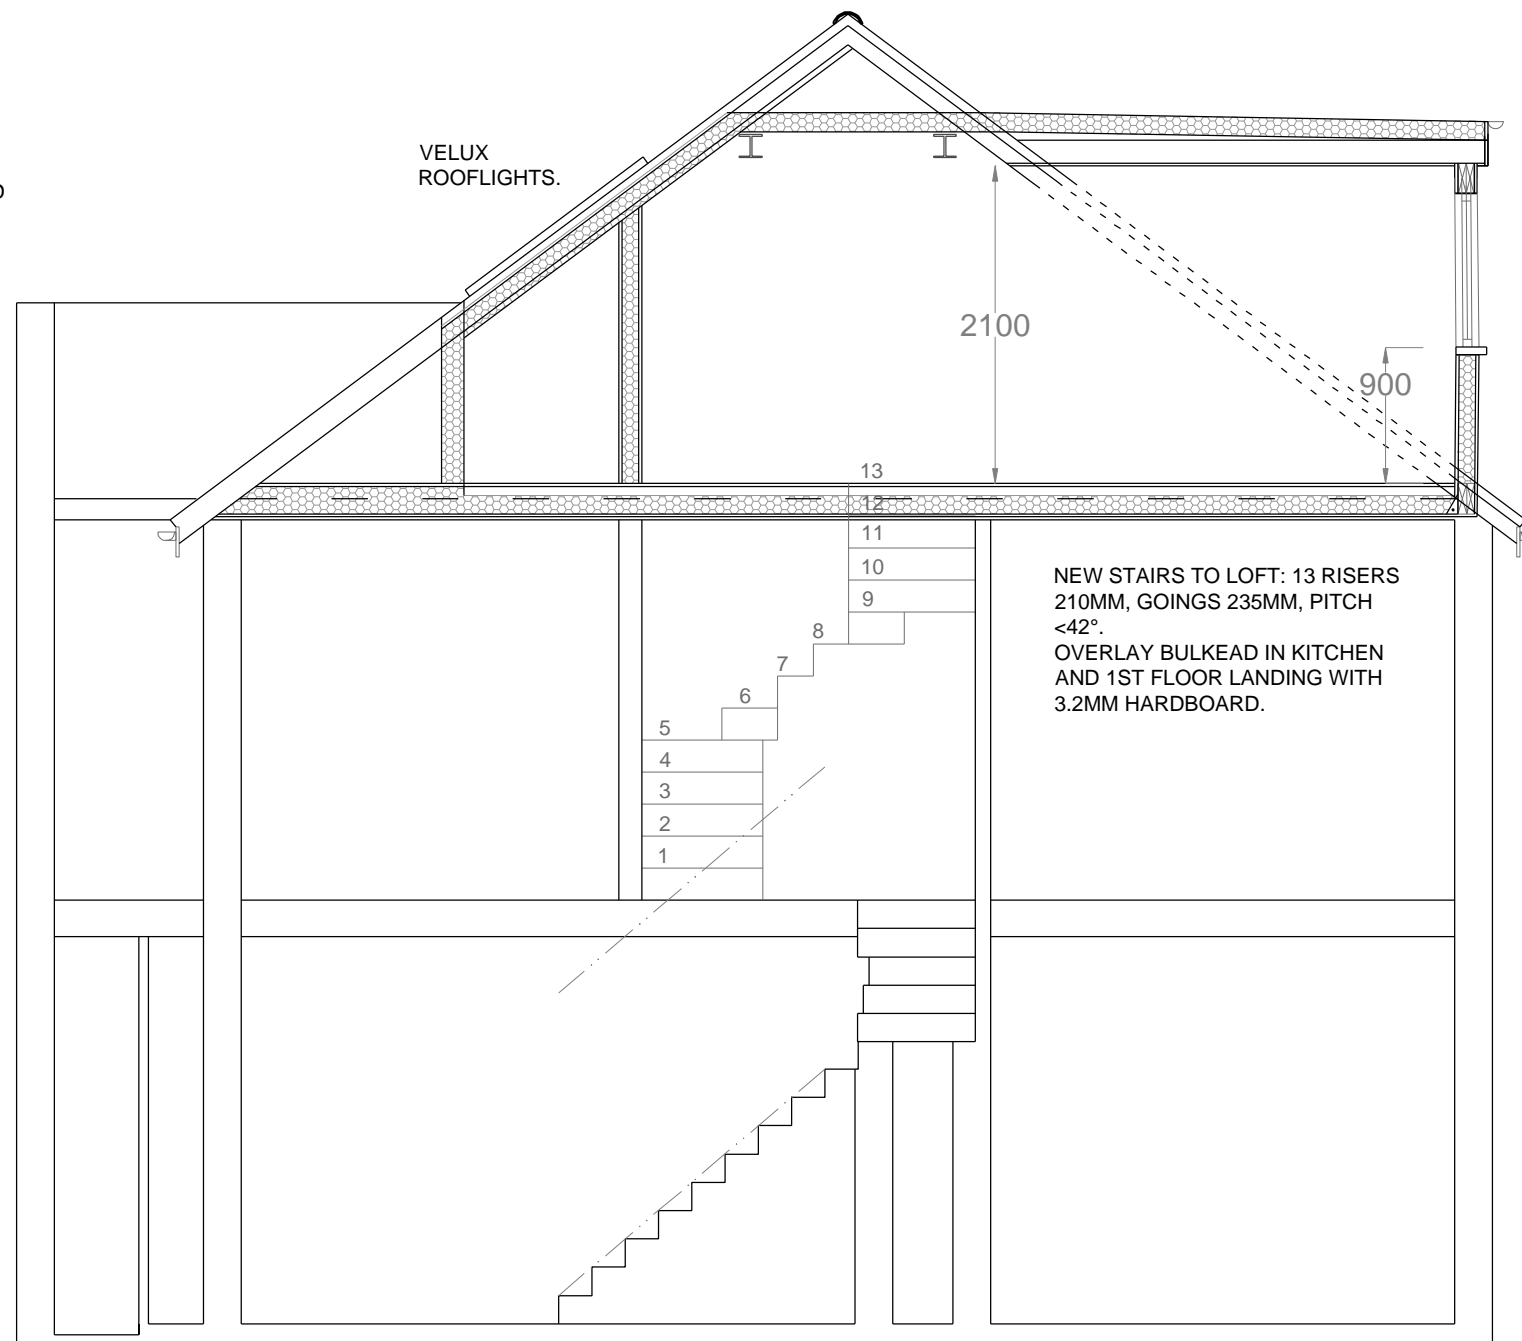 VELUX
ROOFLIGHTS.
2100
900
13
12
11
10
9
8
7
6
5
4
3
2
1
NEW STAIRS TO LOFT: 13 RISERS
210MM, GOINGS 235MM, PITCH
<42°.
OVERLAY BULKEAD IN KITCHEN
AND 1ST FLOOR LANDING WITH
3.2MM HARDBOARD.